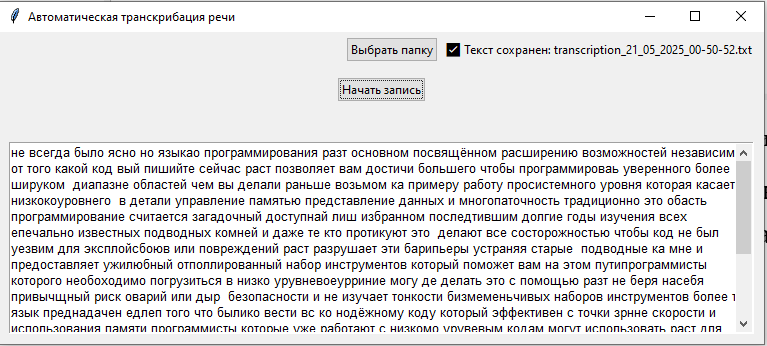 Автоматическая транскрибация речи
Выбрать папку
Текст сохранен: transcription_21_05_2025_00-50-52.txt
Начать запись
не всегда было ясно но языкао программирования разт основном посвящённом расширению возможностей независим
от того какой код вый пишийте сейчас раст позволяет вам достичи большего чтобы программироваь уверенного более
шируком диапазне областей чем вы делали раньше возьмом ка примеру работу просистемного уровня которая касает
низкокоуровнего в детали управление памятью представление данных и многопаточность традиционно это обасть
программирование считается загадочный доступнай лиш избранном последтившим долгие годы изучения всех
епечально известных подводных комней и даже те кто протикуют это делают все состорожностью чтобы код не был
уезвим для эксплойсбоюв или повреждений раст разрушает эти барипьеры устраняя старые подводные ка мне и
предоставляет ужилюбный отполлированный набор инструментов который поможет вам на этом путипрограммисты
которого необоходимо погрузиться в низко урувневоеурриние могу де делать это с помощью разт не беря насебя
привычщный риск оварий или дыр безопасности и не изучает тонкости бизмеменьчивых наборов инструментов более т
язык преднадачен едлеп того что былико вести вс ко нодёжному коду который эффективен с точки зрнне скорости и
использования памяти программисты которые уже работают с низкомо урувевым кодам могут использовать раст для